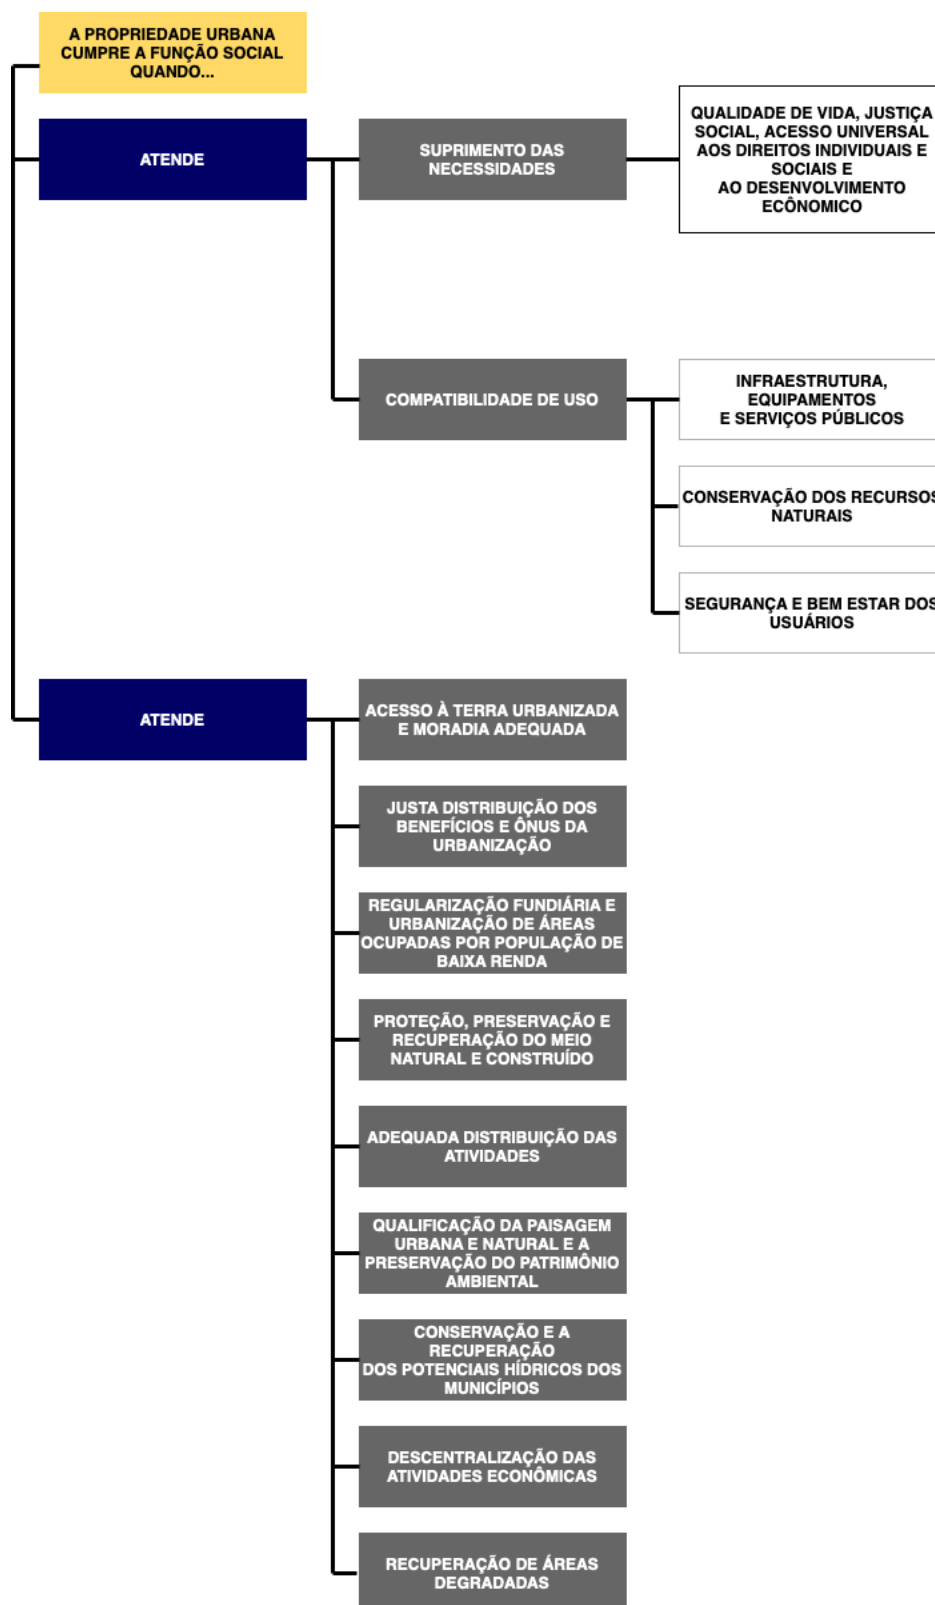 A PROPRIEDADE URBANA
CUMPRE A FUNÇÃO SOCIAL
QUANDO...
ATENDE
SUPRIMENTO DAS
NECESSIDADES
QUALIDADE DE VIDA, JUSTIÇA
SOCIAL, ACESSO UNIVERSAL
AOS DIREITOS INDIVIDUAIS E
SOCIAIS E
AO DESENVOLVIMENTO
ECÔNOMICO
COMPATIBILIDADE DE USO
INFRAESTRUTURA,
EQUIPAMENTOS
E SERVIÇOS PÚBLICOS
CONSERVAÇÃO DOS RECURSOS
NATURAIS
SEGURANÇA E BEM ESTAR DOS
USUÁRIOS
ATENDE
ACESSO À TERRA URBANIZADA
E MORADIA ADEQUADA
JUSTA DISTRIBUIÇÃO DOS
BENEFÍCIOS E ÔNUS DA
URBANIZAÇÃO
REGULARIZAÇÃO FUNDIÁRIA E
URBANIZAÇÃO DE ÁREAS
OCUPADAS POR POPULAÇÃO DE
BAIXA RENDA
PROTEÇÃO, PRESERVAÇÃO E
RECUPERAÇÃO DO MEIO
NATURAL E CONSTRUÍDO
ADEQUADA DISTRIBUIÇÃO DAS
ATIVIDADES
QUALIFICAÇÃO DA PAISAGEM
URBANA E NATURAL E A
PRESERVAÇÃO DO PATRIMÔNIO
AMBIENTAL
CONSERVAÇÃO E A
RECUPERAÇÃO
DOS POTENCIAIS HÍDRICOS DOS
MUNICÍPIOS
DESCENTRALIZAÇÃO DAS
ATIVIDADES ECONÔMICAS
RECUPERAÇÃO DE ÁREAS
DEGRADADAS